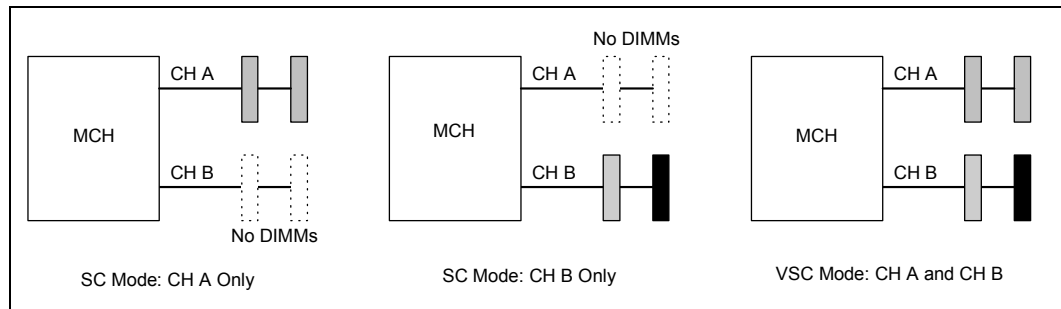 CH A
MCH
CH B
No DIMMs
SC Mode: CH A Only
No DIMMs
CH A
MCH
CH B
SC Mode: CH B Only
CH A
MCH
CH B
VSC Mode: CH A and CH B